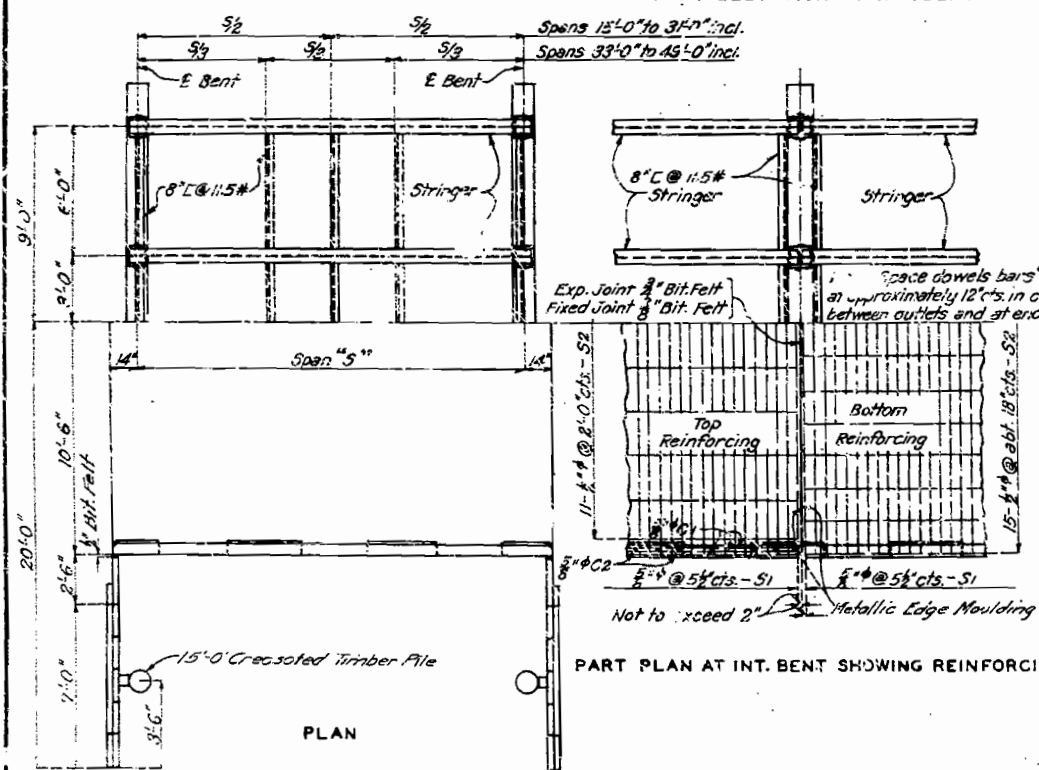 S/2
S/2
Spans 15'-0" to 31'-0" incl.
S/3
S/3
S/3
Spans 33'-0" to 49'-0" incl.
℄ Bent
℄ Bent
9'-0"
8"[ @ 11.5#
Stringer
8"[ @ 11.5#
Stringer
Stringer
Exp. Joint Bit. Felt
Fixed Joint Bit. Felt
Space dowels bars
at approximately 12" cts. in
between outlets and at
14"
Span "S"
14"
10'-6"
20'-0"
Bit. Felt
2'-6"
7'-0"
3'-6"
15'-0" Creosoted Timber Pile
PLAN
11-½"ϕ @ 2'-0" cts. - S2
Top
Reinforcing
Bottom
Reinforcing
15-½"ϕ @ abt. 18" cts. - S2
ϕ C1
ϕ C2
⅝"ϕ @ 5½" cts. - S1
⅝"ϕ @ 5½" cts. - S1
Not to exceed 2"
Metallic Edge Moulding
PART PLAN AT INT. BENT SHOWING REINFORCI